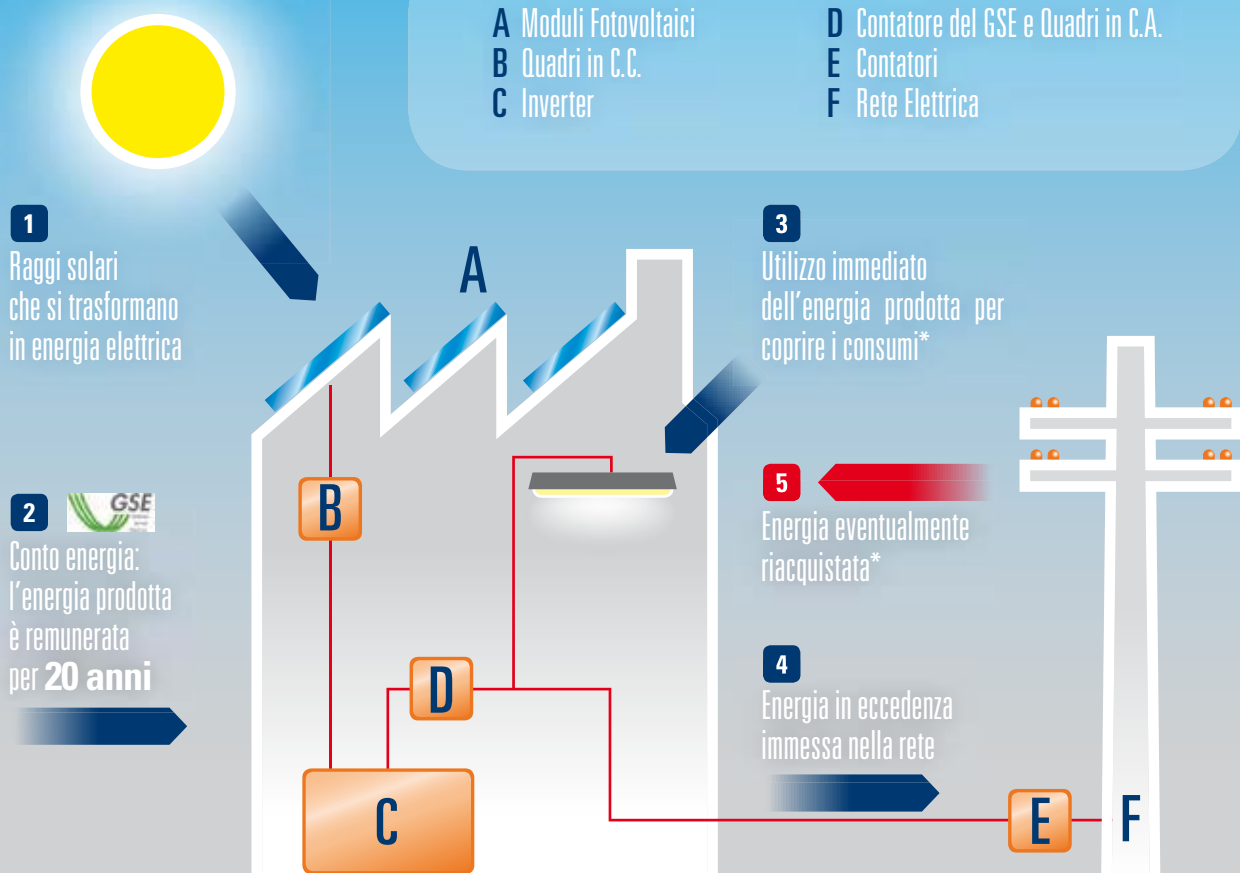 A Moduli Fotovoltaici
B Quadri in C.C.
C Inverter
D Contatore del GSE e Quadri in C.A.
E Contatori
F Rete Elettrica
1
Raggi solari
che si trasformano
in energia elettrica
2
GSE
Conto energia:
l'energia prodotta
è remunerata
per 20 anni
A
B
D
C
3
Utilizzo immediato
dell'energia prodotta per
coprire i consumi*
5
Energia eventualmente
riacquistata*
4
Energia in eccedenza
immessa nella rete
E
F